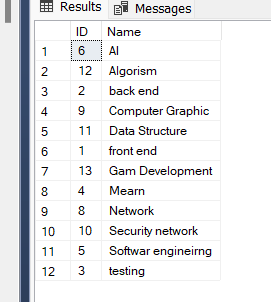 Results Messages
ID Name
1 6 AI
2 12 Algorism
3 2 back end
4 9 Computer Graphic
5 11 Data Structure
6 1 front end
7 13 Gam Development
8 4 Mearn
9 8 Network
10 10 Security network
11 5 Softwar engineirng
12 3 testing